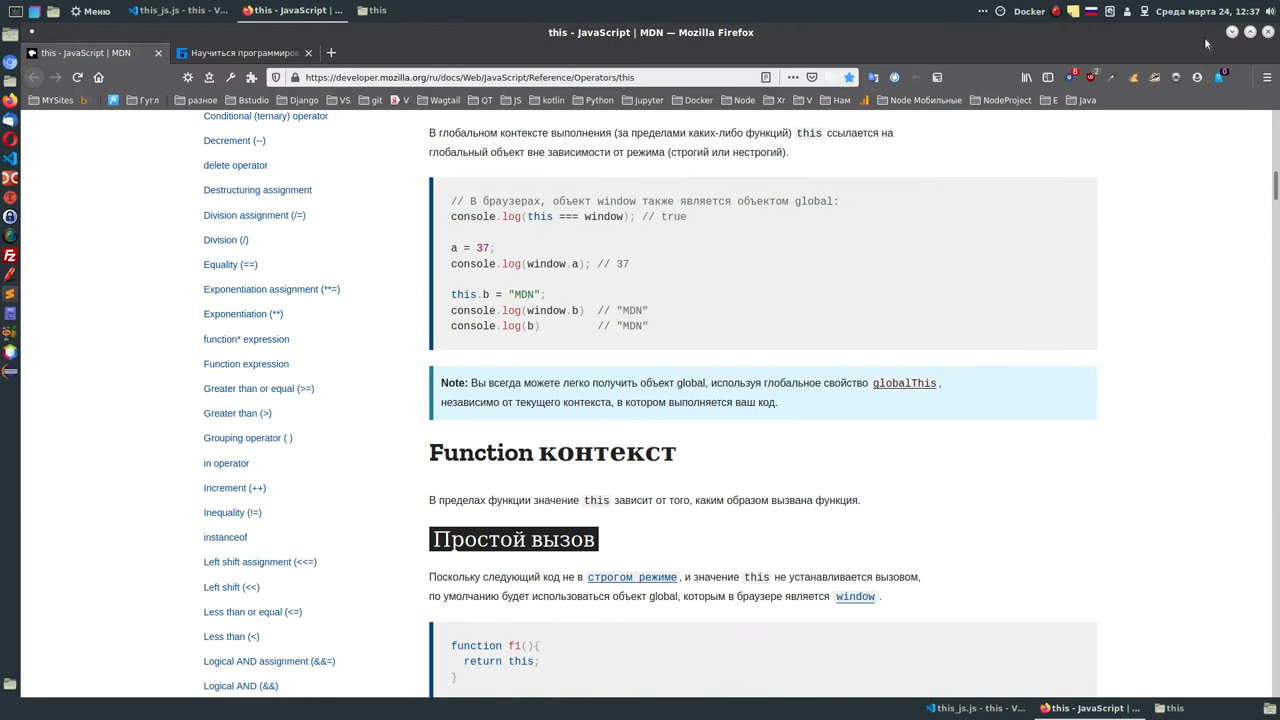 Меню
this_js.js - this - V...
this - JavaScript | ...
this
Docker
Среда марта 24, 12:37
this - JavaScript | MDN — Mozilla Firefox
this - JavaScript | MDN
Научиться программиров
https://developer.mozilla.org/ru/docs/Web/JavaScript/Reference/Operators/this
MYSites
Гугл
разное
Bstudio
Django
VS
git
V
Wagtail
QT
JS
kotlin
Python
Jupyter
Docker
Node
Xr
V
Нам
Node Мобильные
NodeProject
E
Java
Conditional (ternary) operator
Decrement (--)
delete operator
Destructuring assignment
Division assignment (/=)
Division (/)
Equality (==)
Exponentiation assignment (**=)
Exponentiation (**)
function* expression
Function expression
Greater than or equal (>=)
Greater than (>)
Grouping operator ( )
in operator
Increment (++)
Inequality (!=)
instanceof
Left shift assignment (<<=)
Left shift (<<)
Less than or equal (<=)
Less than (<)
Logical AND assignment (&&=)
Logical AND (&&)
В глобальном контексте выполнения (за пределами каких-либо функций) this ссылается на
глобальный объект вне зависимости от режима (строгий или нестрогий).
// В браузерах, объект window также является объектом global:
console.log(this === window); // true
a = 37;
console.log(window.a); // 37
this.b = "MDN";
console.log(window.b)  // "MDN"
console.log(b)         // "MDN"
Note: Вы всегда можете легко получить объект global, используя глобальное свойство globalThis ,
независимо от текущего контекста, в котором выполняется ваш код.
Function контекст
В пределах функции значение this зависит от того, каким образом вызвана функция.
Простой вызов
Поскольку следующий код не в строгом режиме, и значение this не устанавливается вызовом,
по умолчанию будет использоваться объект global, которым в браузере является window .
function f1(){
  return this;
}
this_js.js - this - V...
this - JavaScript | ...
this